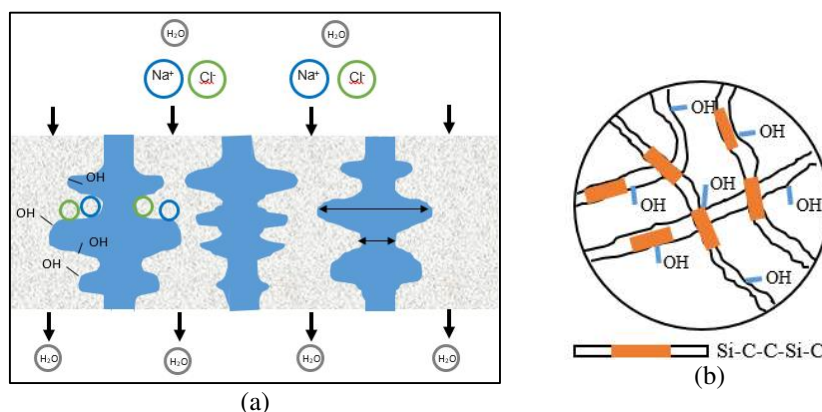 H₂O H₂O
Na⁺ Cl⁻ Na⁺ Cl⁻
OH
OH
OH
OH
H₂O H₂O H₂O H₂O
(a)
OH
OH
OH
OH
OH
OH
Si-C-C-Si-C
(b)